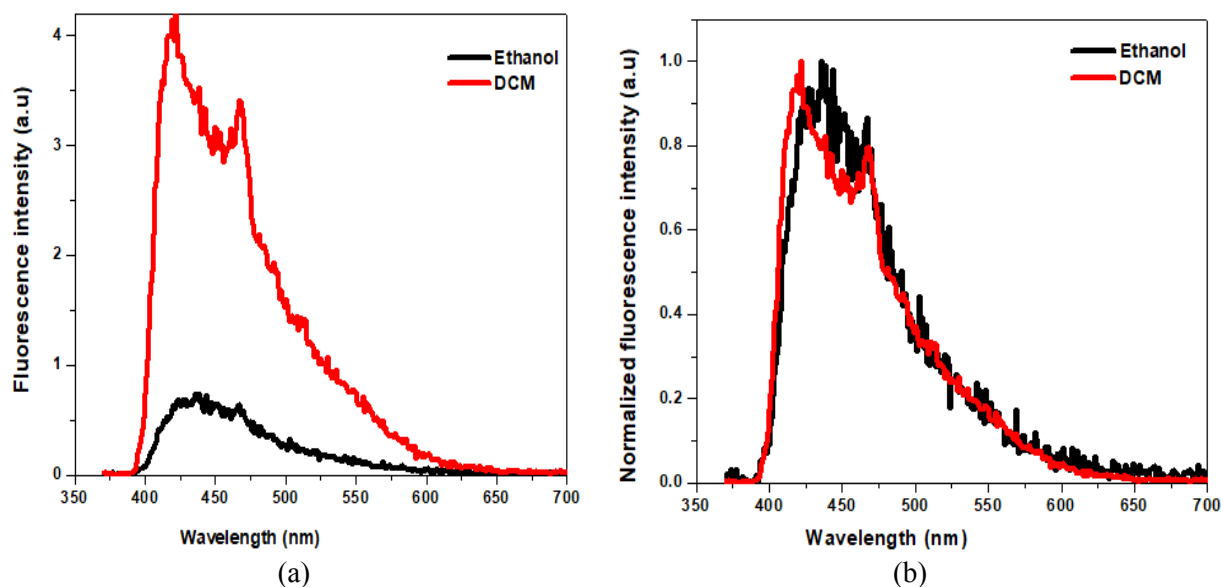 Ethanol
DCM
Fluorescence intensity (a.u)
4
3
2
1
0
350 400 450 500 550 600 650 700
Wavelength (nm)
(a)
Ethanol
DCM
Normalized fluorescence intensity (a.u)
1.0
0.8
0.6
0.4
0.2
0.0
350 400 450 500 550 600 650 700
Wavelength (nm)
(b)